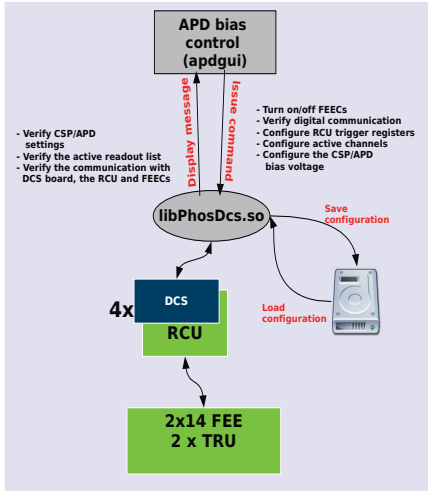 APD bias
control
(apdgui)
Display message
Issue command
- Verify CSP/APD
settings
- Verify the active readout list
- Verify the communication with
DCS board, the RCU and FEECs
- Turn on/off FEECs
- Verify digital communication
- Configure RCU trigger registers
- Configure active channels
- Configure the CSP/APD
bias voltage
libPhosDcs.so
Save
configuration
Load
configuration
4x
DCS
RCU
2x14 FEE
2 x TRU